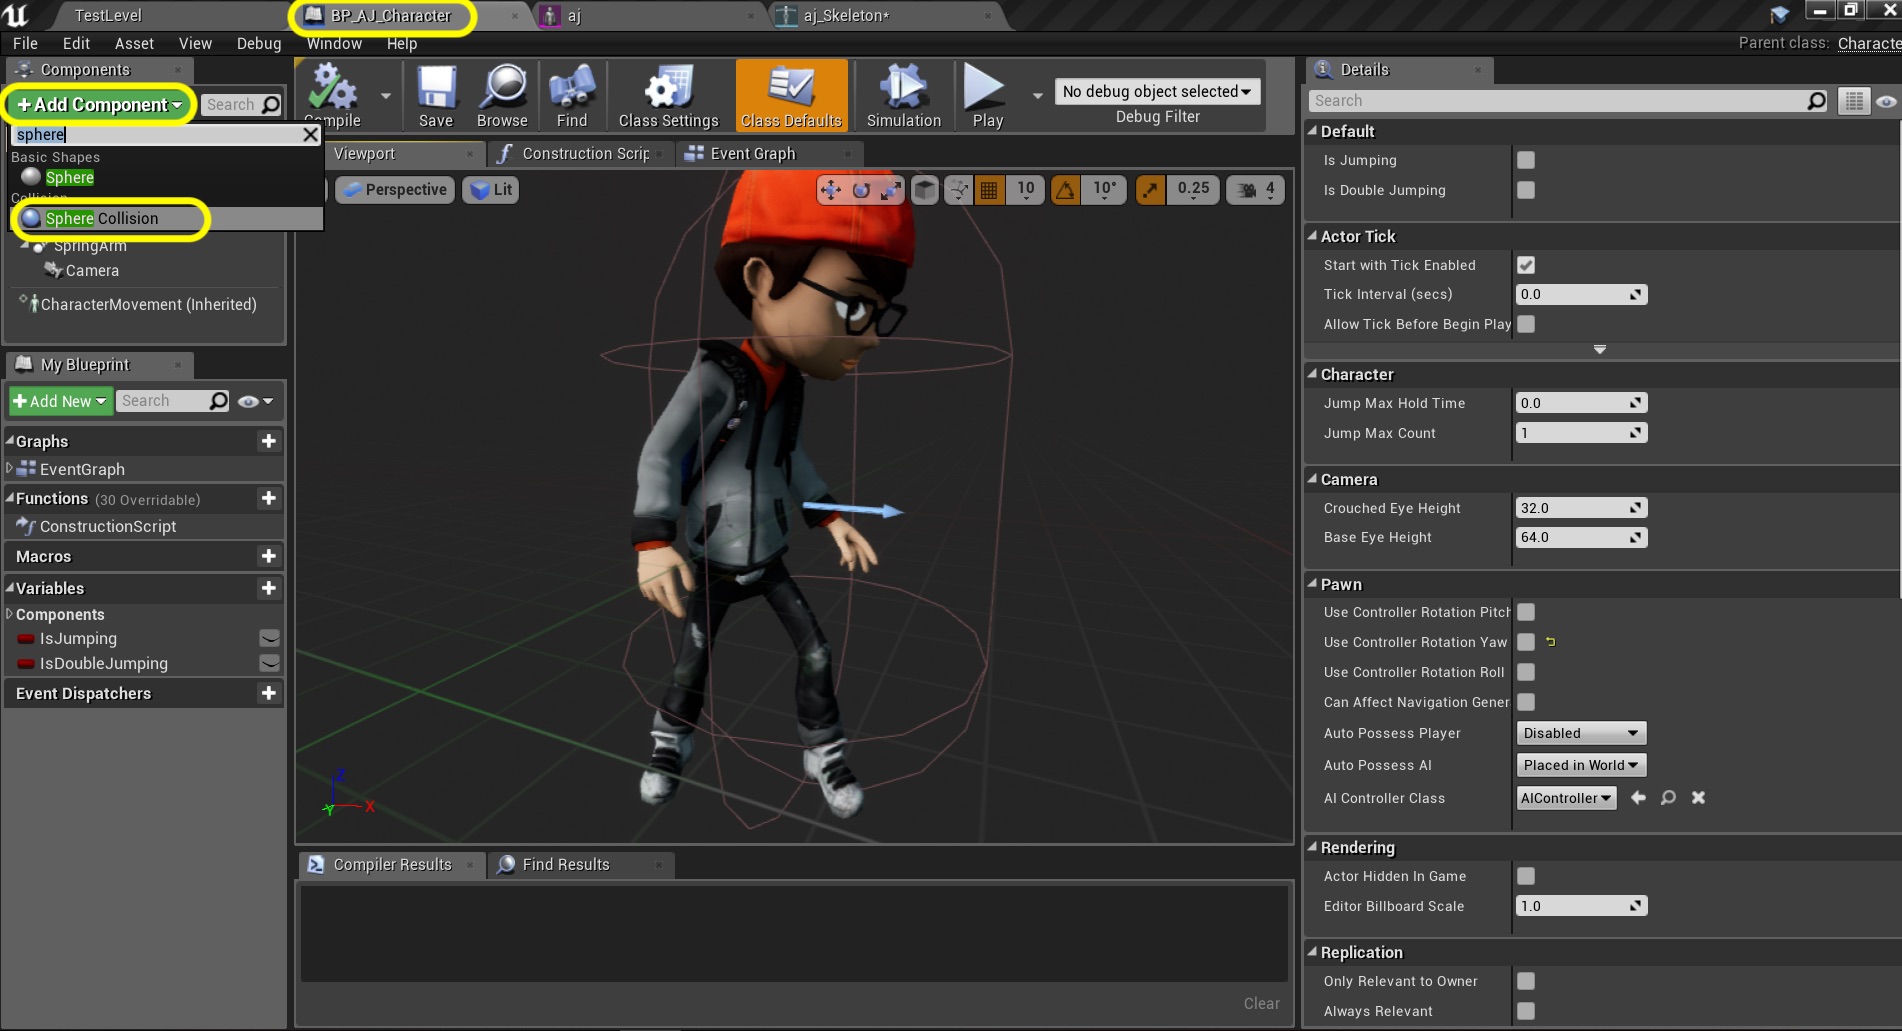 TestLevel
BP_AJ_Character
aj
aj_Skeleton*
File Edit Asset View Debug Window Help
Parent class: Characte
Components
+Add Component
Search
sphere
Basic Shapes
Sphere
Collision
Sphere Collision
SpringArm
Camera
CharacterMovement (Inherited)
My Blueprint
Add New
Search
Graphs
EventGraph
Functions (30 Overridable)
ConstructionScript
Macros
Variables
Components
IsJumping
IsDoubleJumping
Event Dispatchers
Compile
Save
Browse
Find
Class Settings
Class Defaults
Simulation
Play
No debug object selected
Debug Filter
Viewport
Construction Scrip
Event Graph
Perspective
Lit
10
10°
0.25
4
Z
X
Y
Compiler Results
Find Results
Clear
Details
Search
Default
Is Jumping
Is Double Jumping
Actor Tick
Start with Tick Enabled
Tick Interval (secs) 0.0
Allow Tick Before Begin Play
Character
Jump Max Hold Time 0.0
Jump Max Count 1
Camera
Crouched Eye Height 32.0
Base Eye Height 64.0
Pawn
Use Controller Rotation Pitch
Use Controller Rotation Yaw
Use Controller Rotation Roll
Can Affect Navigation Gener
Auto Possess Player Disabled
Auto Possess AI Placed in World
AI Controller Class AIController
Rendering
Actor Hidden In Game
Editor Billboard Scale 1.0
Replication
Only Relevant to Owner
Always Relevant